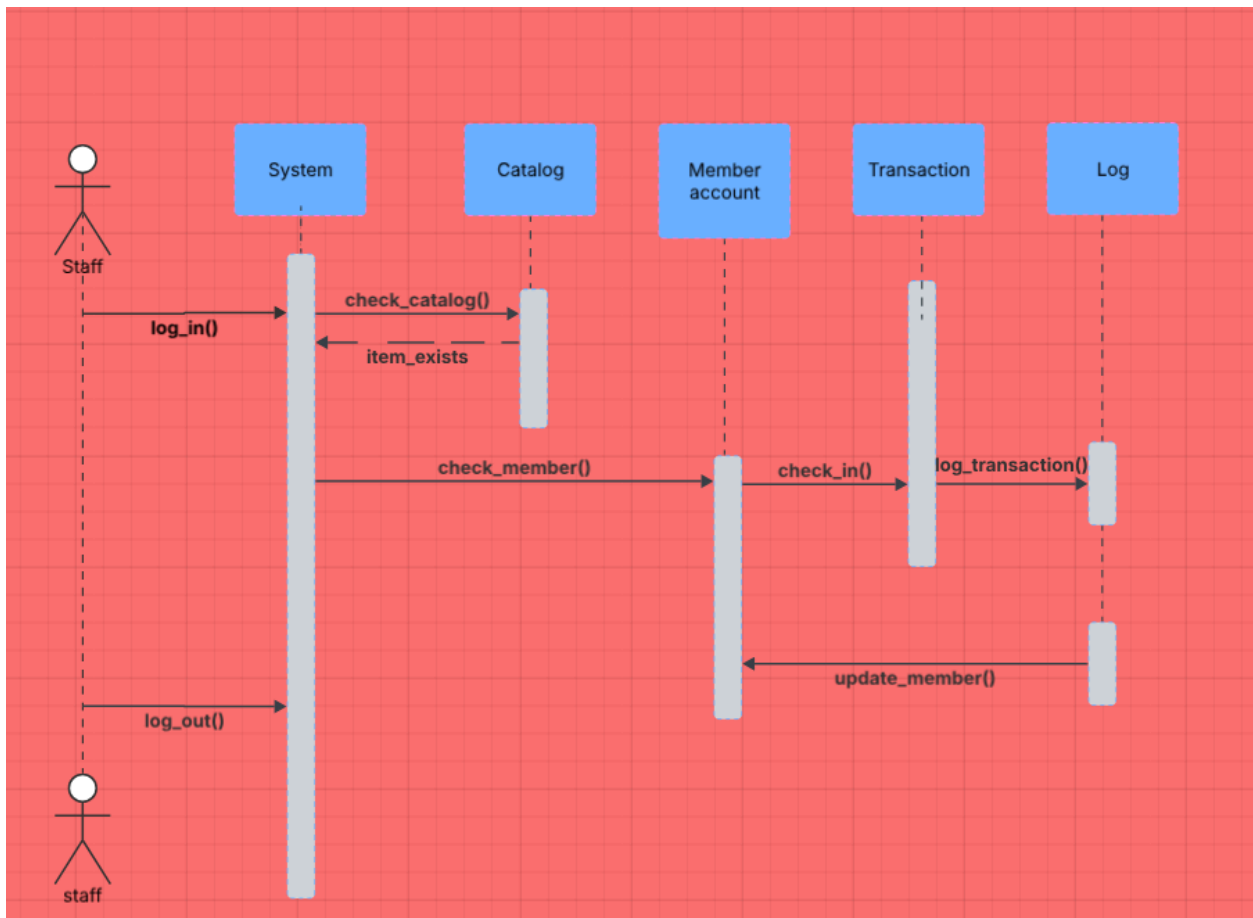 System
Catalog
Member
account
Transaction
Log
Staff
check_catalog()
log_in()
item_exists
check_member()
check_in()
log_transaction()
update_member()
log_out()
staff